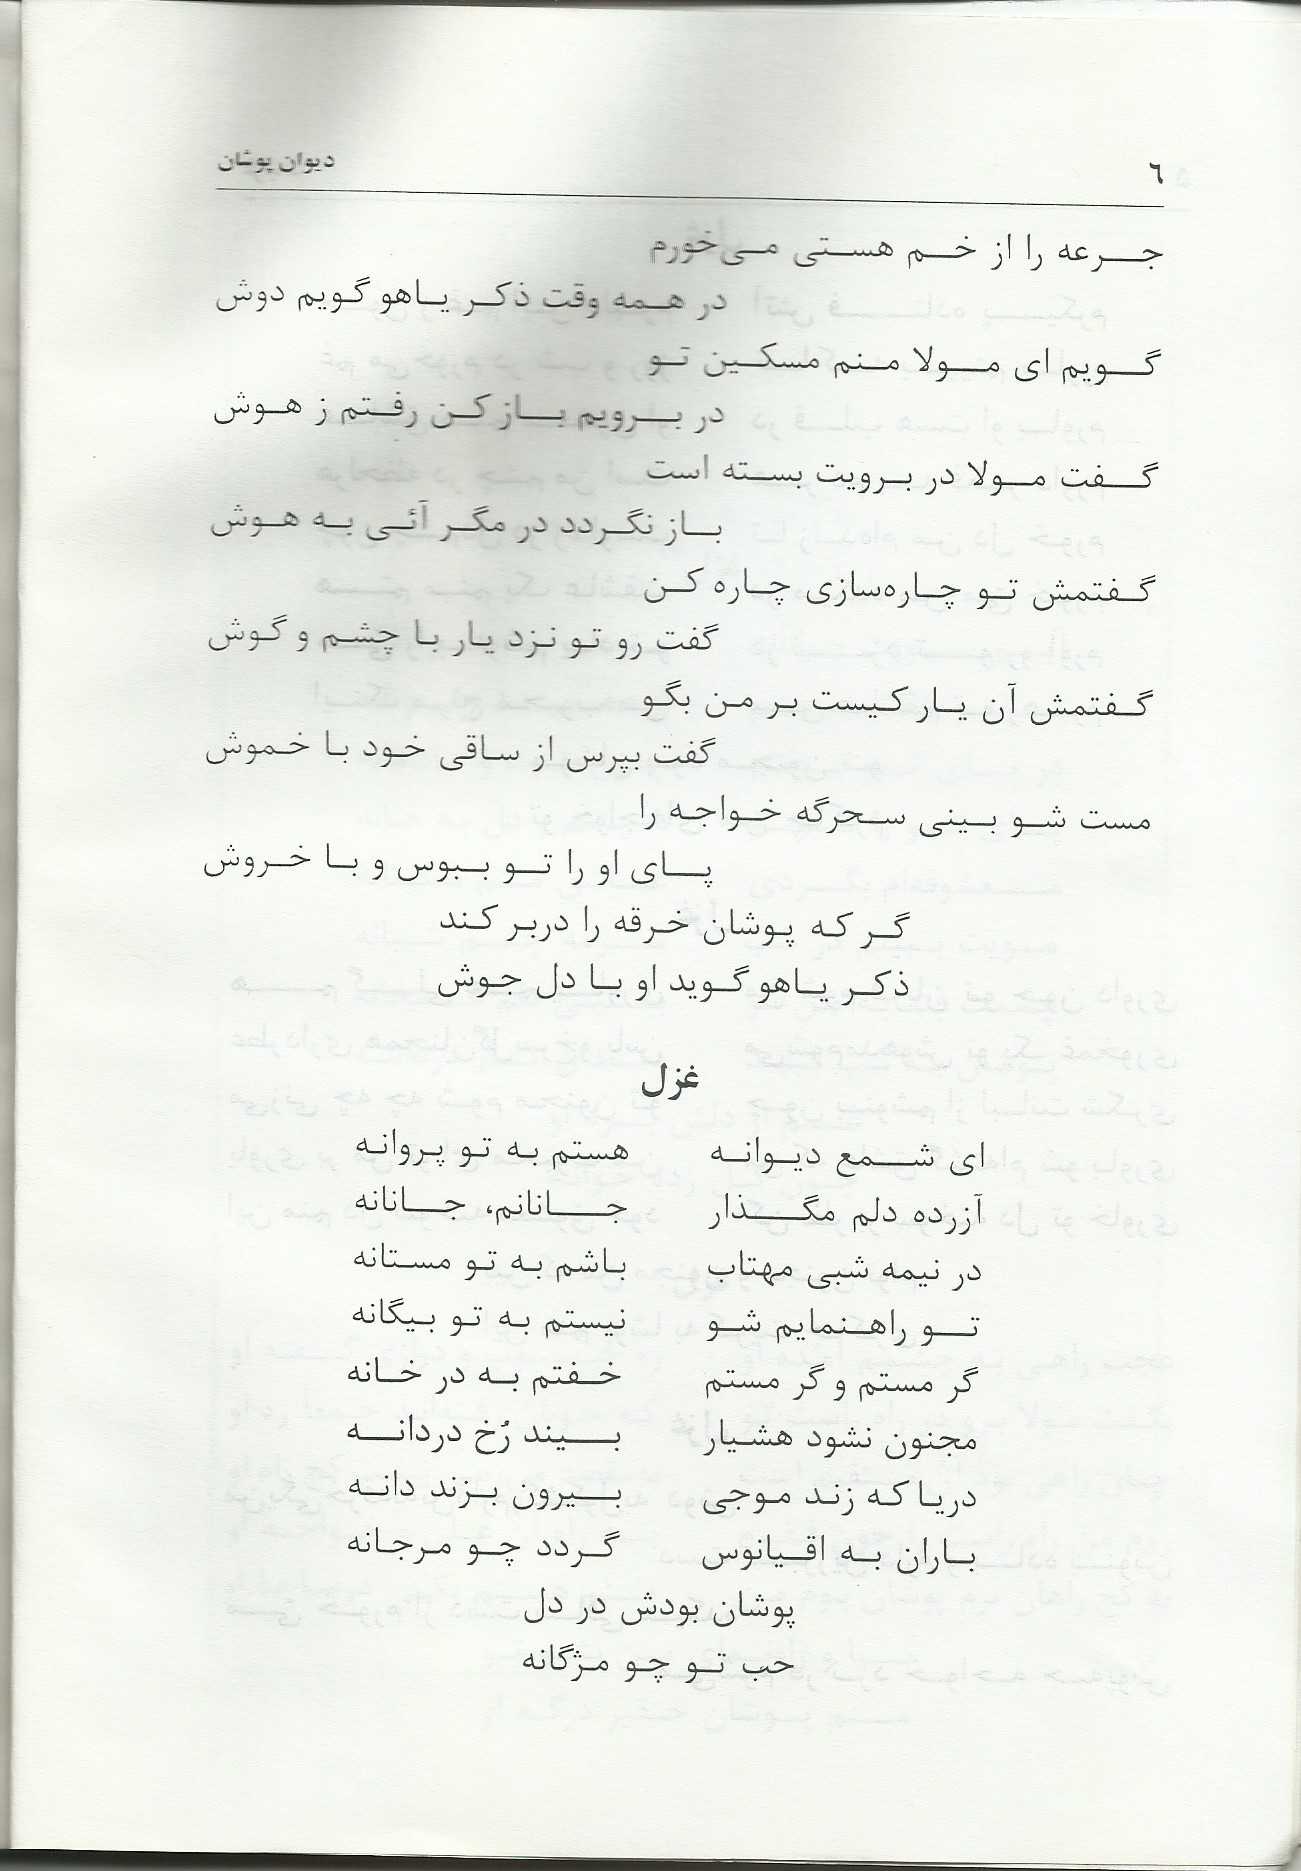 ٦ دیوان پوشان
جرعه را از خم هستی می‌خورم
در همه وقت ذکر یاهو گویم دوش
گویم ای مولا منم مسکین تو
در برویم باز کن رفتم ز هوش
گفت مولا در برویت بسته است
باز نگردد در مگر آئی به هوش
گفتمش تو چاره‌سازی چاره کن
گفت رو تو نزد یار با چشم و گوش
گفتمش آن یار کیست بر من بگو
گفت بپرس از ساقی خود با خموش
مست شو بینی سحرگه خواجه را
پای او را تو ببوس و با خروش
گر که پوشان خرقه را دربر کند
ذکر یاهو گوید او با دل جوش
غزل
ای شمع دیوانه هستم به تو پروانه
آزرده دلم مگذار جانانم، جانانه
در نیمه شبی مهتاب باشم به تو مستانه
تو راهنمایم شو نیستم به تو بیگانه
گر مستم و گر مستم خفتم به در خانه
مجنون نشود هشیار بیند رُخ دردانه
دریا که زند موجی بیرون بزند دانه
باران به اقیانوس گردد چو مرجانه
پوشان بودش در دل
حب تو چو مژگانه